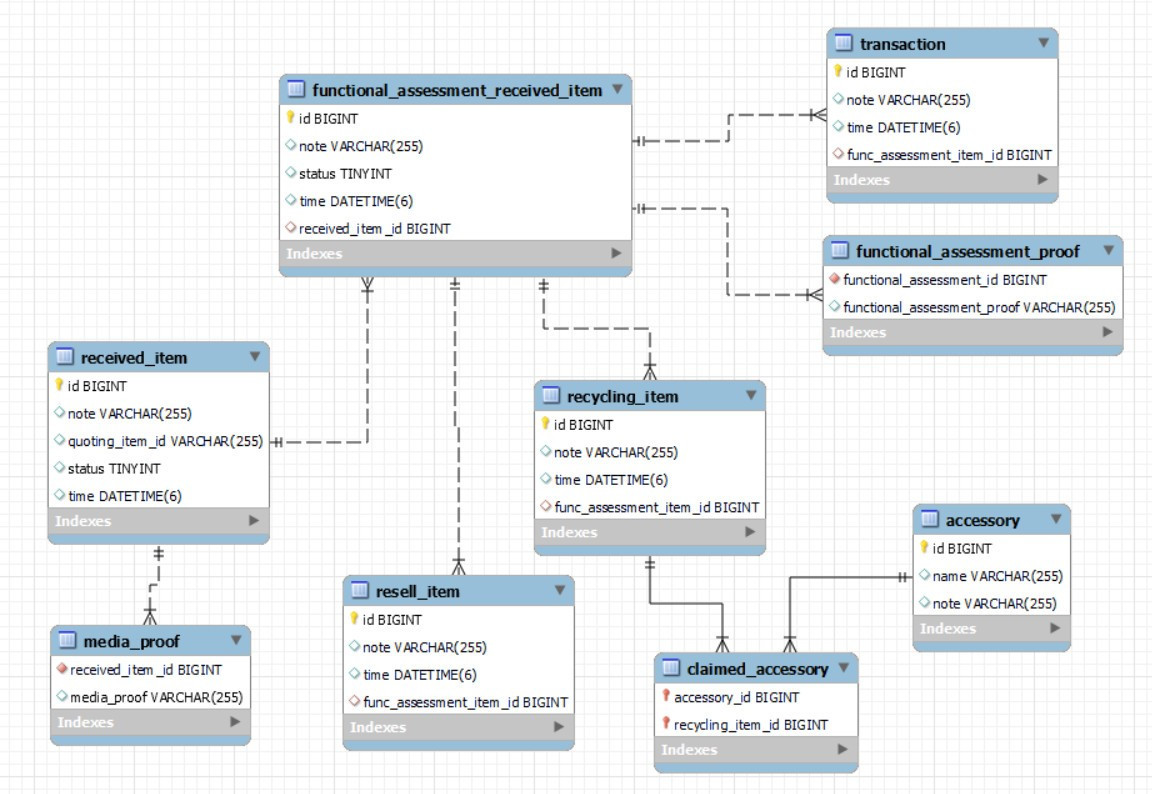 functional_assessment_received_item
id BIGINT
note VARCHAR(255)
status TINYINT
time DATETIME(6)
received_item_id BIGINT
Indexes
transaction
id BIGINT
note VARCHAR(255)
time DATETIME(6)
func_assessment_item_id BIGINT
Indexes
functional_assessment_proof
functional_assessment_id BIGINT
functional_assessment_proof VARCHAR(255)
Indexes
received_item
id BIGINT
note VARCHAR(255)
quoting_item_id VARCHAR(255)
status TINYINT
time DATETIME(6)
Indexes
recycling_item
id BIGINT
note VARCHAR(255)
time DATETIME(6)
func_assessment_item_id BIGINT
Indexes
accessory
id BIGINT
name VARCHAR(255)
note VARCHAR(255)
Indexes
resell_item
id BIGINT
note VARCHAR(255)
time DATETIME(6)
func_assessment_item_id BIGINT
Indexes
media_proof
received_item_id BIGINT
media_proof VARCHAR(255)
Indexes
claimed_accessory
accessory_id BIGINT
recycling_item_id BIGINT
Indexes